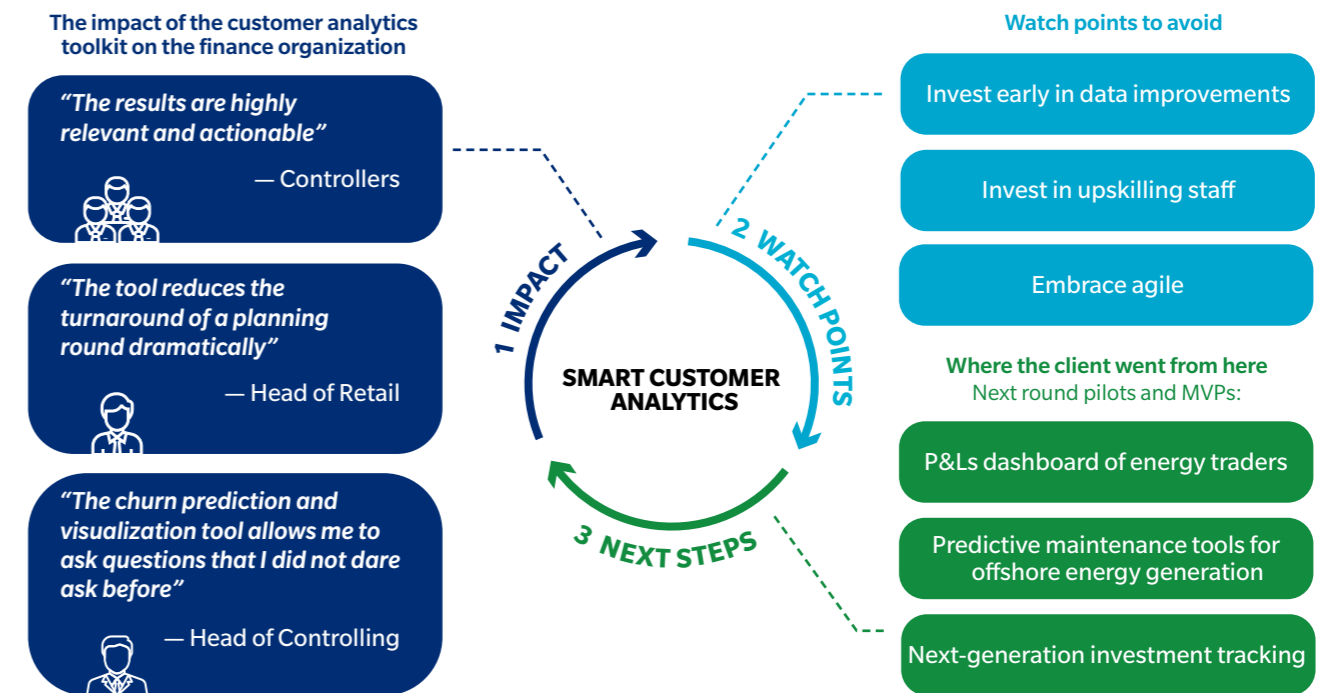 The impact of the customer analytics
toolkit on the finance organization
“The results are highly
relevant and actionable”
— Controllers
“The tool reduces the
turnaround of a planning
round dramatically”
— Head of Retail
“The churn prediction and
visualization tool allows me to
ask questions that I did not dare
ask before”
— Head of Controlling
1 IMPACT
2 WATCH POINTS
3 NEXT STEPS
SMART CUSTOMER
ANALYTICS
Watch points to avoid
Invest early in data improvements
Invest in upskilling staff
Embrace agile
Where the client went from here
Next round pilots and MVPs:
P&Ls dashboard of energy traders
Predictive maintenance tools for
offshore energy generation
Next-generation investment tracking